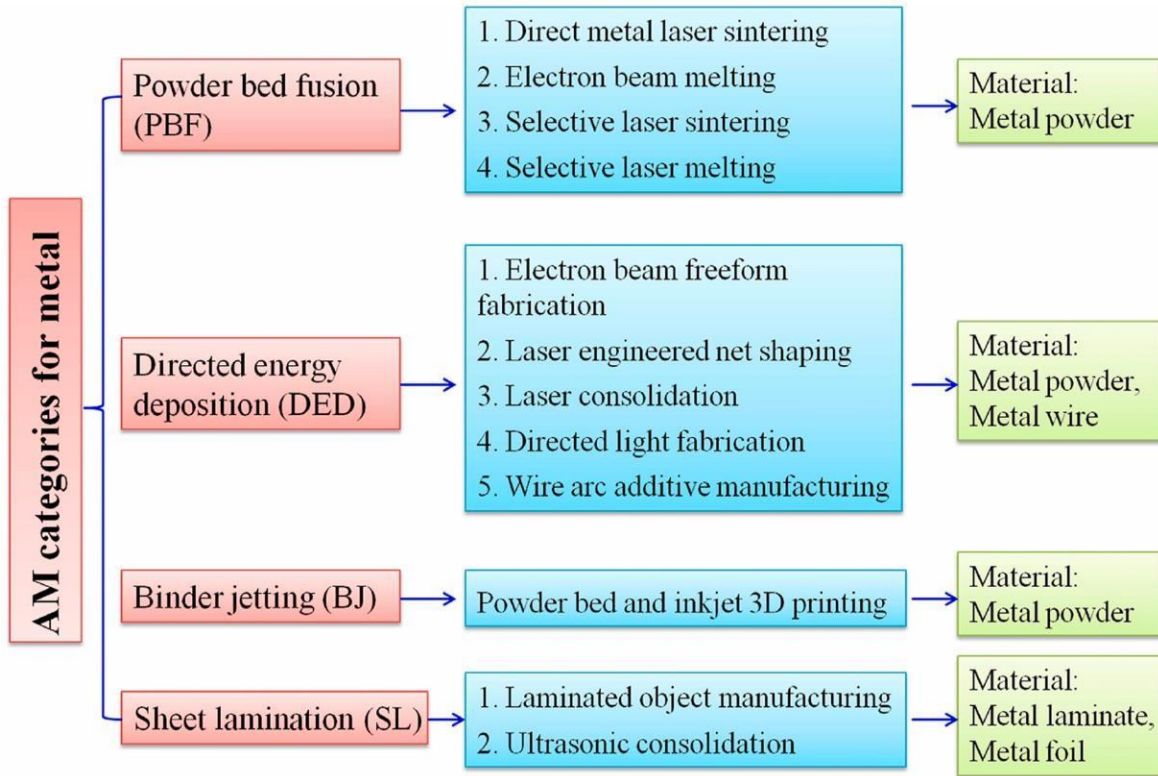 AM categories for metal
Powder bed fusion
(PBF)
1. Direct metal laser sintering
2. Electron beam melting
3. Selective laser sintering
4. Selective laser melting
Material:
Metal powder
Directed energy
deposition (DED)
1. Electron beam freeform
fabrication
2. Laser engineered net shaping
3. Laser consolidation
4. Directed light fabrication
5. Wire arc additive manufacturing
Material:
Metal powder,
Metal wire
Binder jetting (BJ)
Powder bed and inkjet 3D printing
Material:
Metal powder
Sheet lamination (SL)
1. Laminated object manufacturing
2. Ultrasonic consolidation
Material:
Metal laminate,
Metal foil